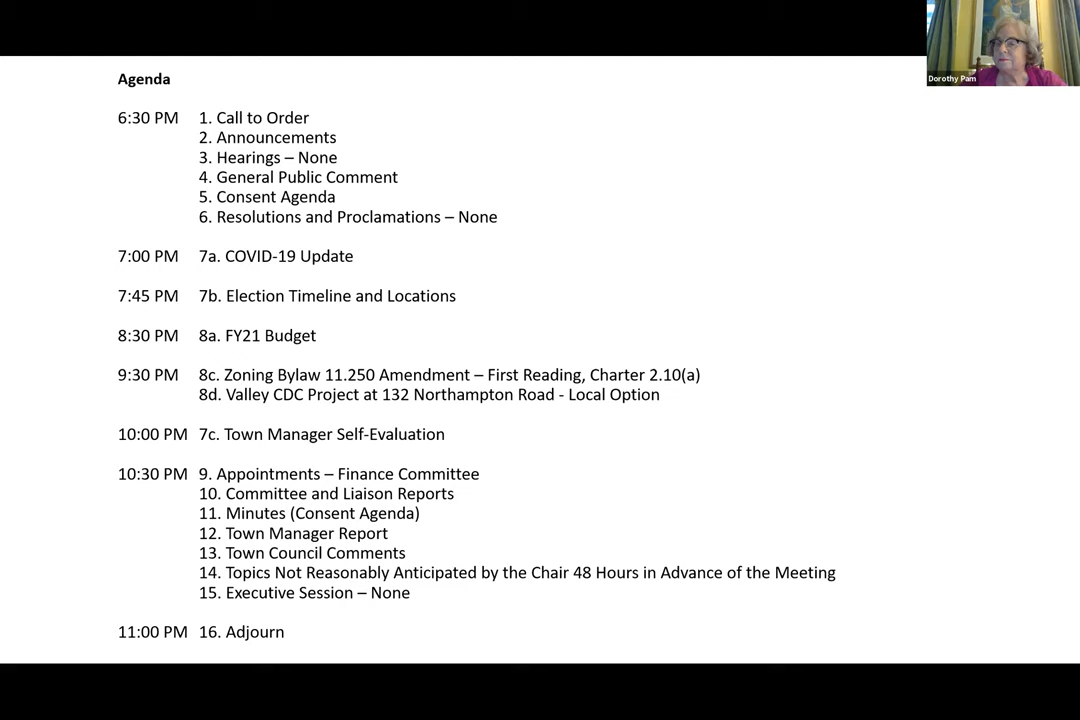 Dorothy Pam
Agenda
6:30 PM 1. Call to Order
2. Announcements
3. Hearings – None
4. General Public Comment
5. Consent Agenda
6. Resolutions and Proclamations – None
7:00 PM 7a. COVID-19 Update
7:45 PM 7b. Election Timeline and Locations
8:30 PM 8a. FY21 Budget
9:30 PM 8c. Zoning Bylaw 11.250 Amendment – First Reading, Charter 2.10(a)
8d. Valley CDC Project at 132 Northampton Road - Local Option
10:00 PM 7c. Town Manager Self-Evaluation
10:30 PM 9. Appointments – Finance Committee
10. Committee and Liaison Reports
11. Minutes (Consent Agenda)
12. Town Manager Report
13. Town Council Comments
14. Topics Not Reasonably Anticipated by the Chair 48 Hours in Advance of the Meeting
15. Executive Session – None
11:00 PM 16. Adjourn